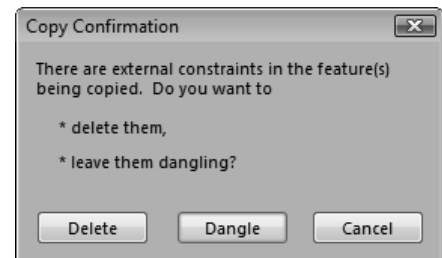 Copy Confirmation
There are external constraints in the feature(s)
being copied. Do you want to
* delete them,
* leave them dangling?
Delete Dangle Cancel